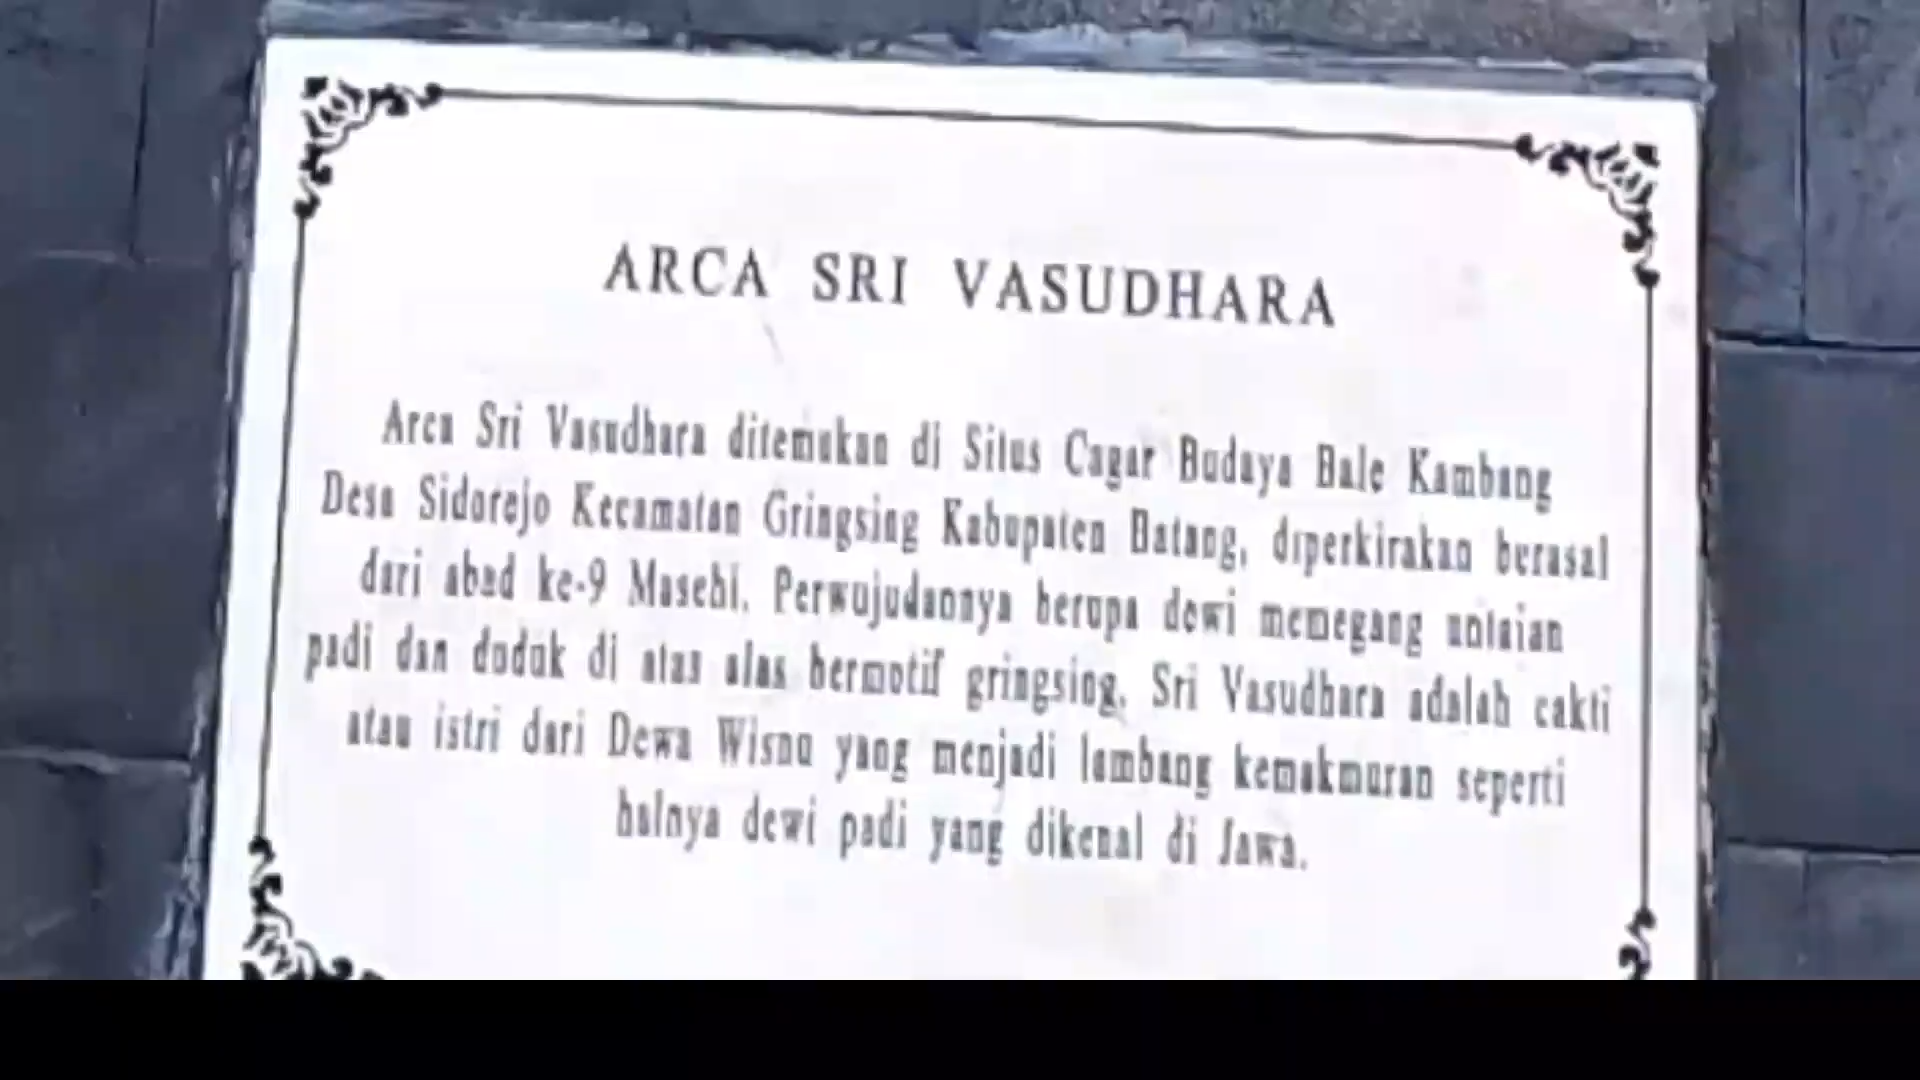 ARCA SRI VASUDHARA
Arca Sri Vasudhara ditemukan di Situs Cagar Budaya Bale Kambang
Desa Sidorejo Kecamatan Gringsing Kabupaten Batang, diperkirakan berasal
dari abad ke-9 Masehi. Perwujudannya berupa dewi memegang untaian
padi dan duduk di atas alas bermotif gringsing. Sri Vasudhara adalah cakti
atau istri dari Dewa Wisnu yang menjadi lambang kemakmuran seperti
halnya dewi padi yang dikenal di Jawa.